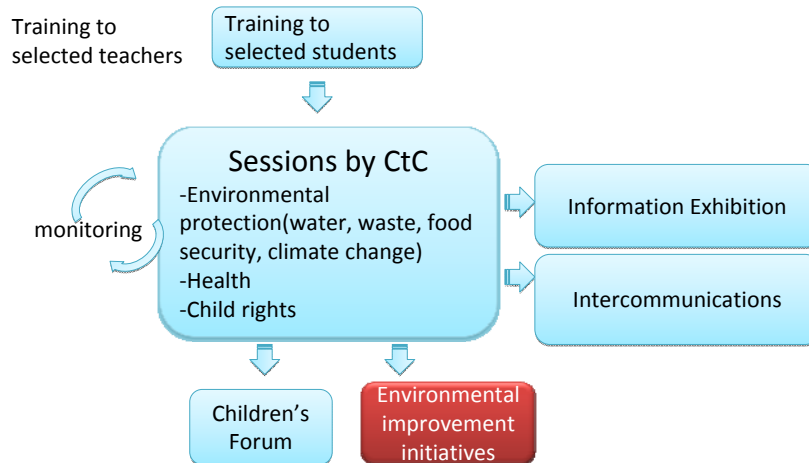 Training to
selected teachers
Training to
selected students
Sessions by CtC
-Environmental
protection(water, waste, food
security, climate change)
-Health
-Child rights
monitoring
Information Exhibition
Intercommunications
Children’s
Forum
Environmental
improvement
initiatives